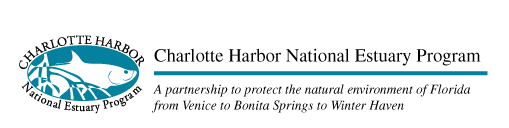 CHARLOTTE HARBOR
National Estuary Program
Charlotte Harbor National Estuary Program
A partnership to protect the natural environment of Florida
from Venice to Bonita Springs to Winter Haven